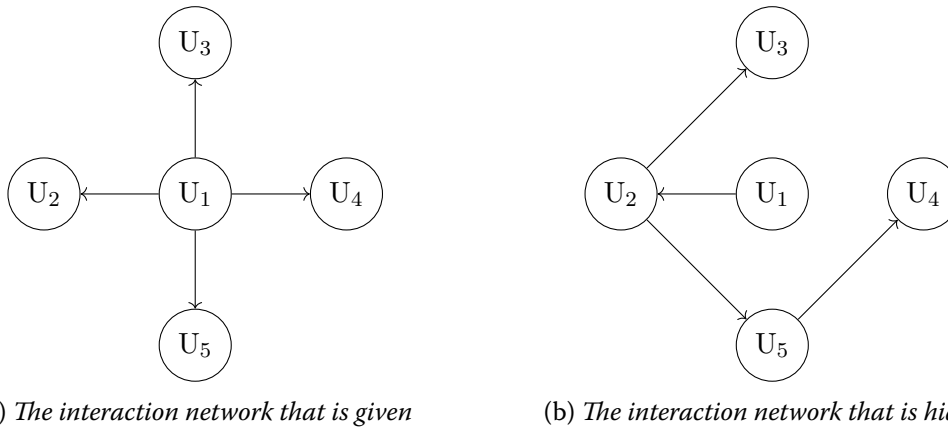 U₃ U₃
U₂ U₁ U₄ U₂ U₁ U₄
U₅ U₅
) The interaction network that is given (b) The interaction network that is